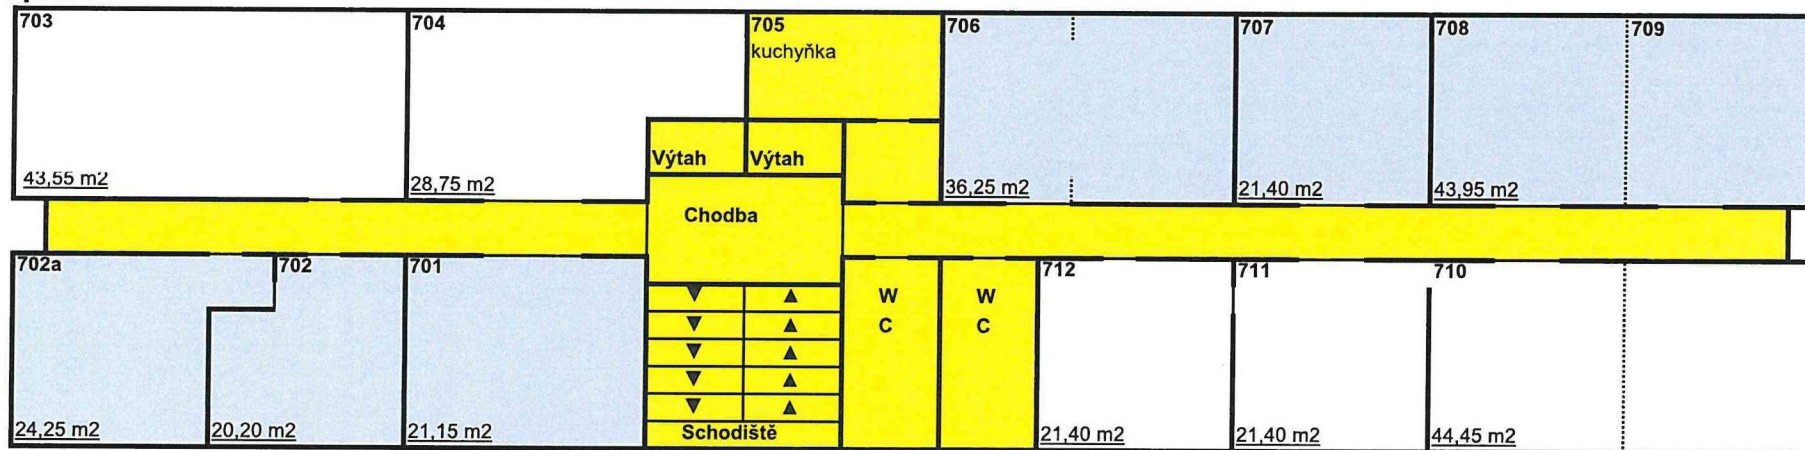 703
704
705
kuchyňka
706
707
708
709
Výtah
Výtah
43,55 m2
28,75 m2
36,25 m2
21,40 m2
43,95 m2
Chodba
702a
702
701
W
C
W
C
712
711
710
24,25 m2
20,20 m2
21,15 m2
Schodiště
21,40 m2
21,40 m2
44,45 m2